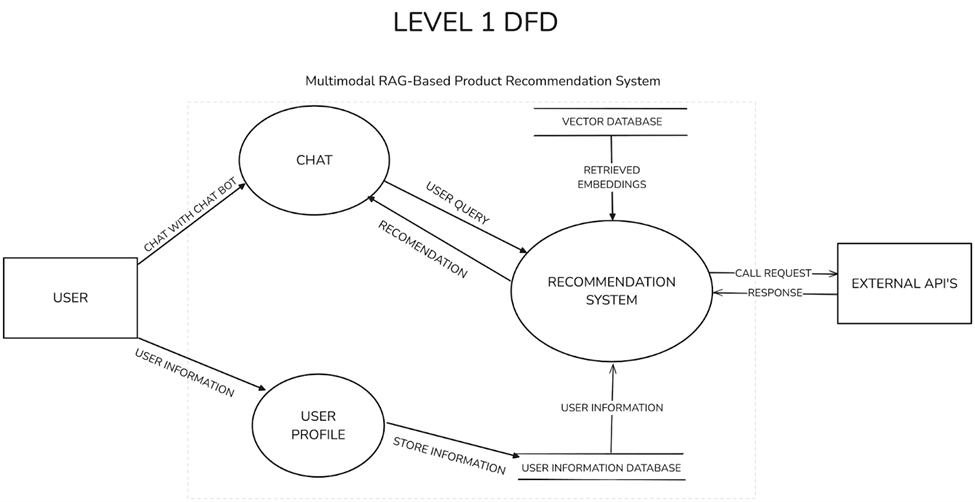 LEVEL 1 DFD
Multimodal RAG-Based Product Recommendation System
CHAT
VECTOR DATABASE
RETRIEVED
EMBEDDINGS
CHAT WITH CHAT BOT
USER QUERY
RECOMENDATION
USER
RECOMMENDATION
SYSTEM
CALL REQUEST
RESPONSE
EXTERNAL API'S
USER INFORMATION
USER
PROFILE
STORE INFORMATION
USER INFORMATION
USER INFORMATION DATABASE